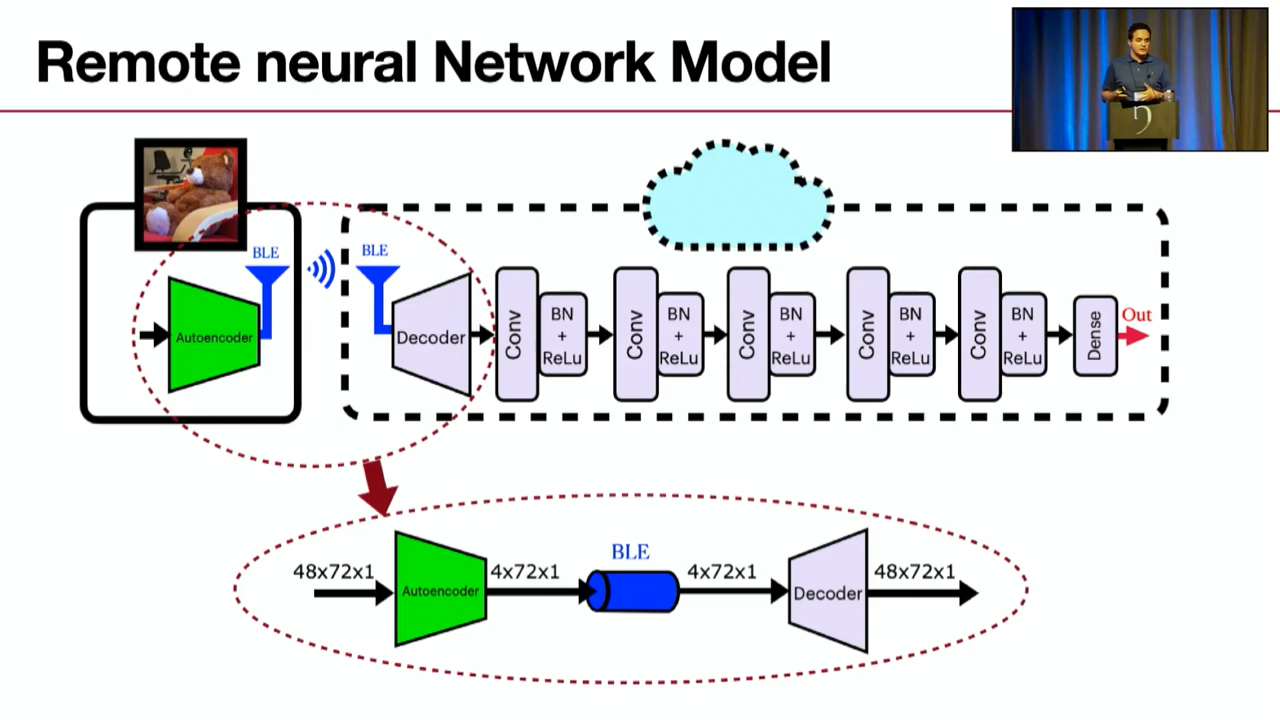 Remote neural Network Model
BLE
BLE
Autoencoder
Decoder
Conv
BN
+
ReLu
Conv
BN
+
ReLu
Conv
BN
+
ReLu
Conv
BN
+
ReLu
Conv
BN
+
ReLu
Dense
Out
48x72x1
Autoencoder
4x72x1
BLE
4x72x1
Decoder
48x72x1